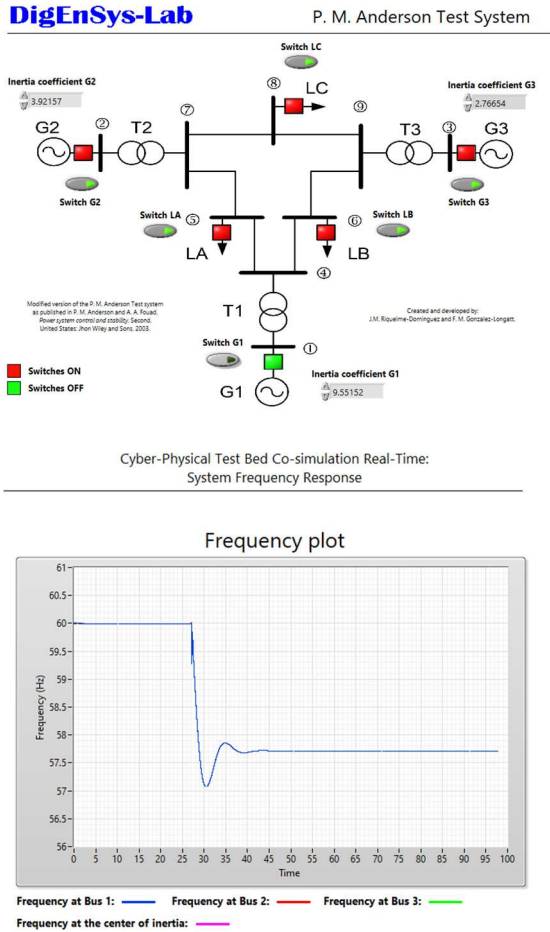 DigEnSys-Lab
P. M. Anderson Test System
Switch LC
Inertia coefficient G2
3.92157
⑧
LC
Inertia coefficient G3
2.76654
⑦
⑨
G2
②
T2
T3
③
G3
Switch G2
Switch G3
Switch LA
⑤
⑥
Switch LB
LA
LB
④
Modified version of the P. M. Anderson Test system
as published in P. M. Anderson and A. A. Fouad,
Power system control and stability. Second.
United States: Jhon Wiley and Sons. 2003.
T1
Created and developed by:
J.M. Riquelme-Dominguez and F. M. Gonzalez-Longatt.
Switch G1
①
Switches ON
Switches OFF
G1
Inertia coefficient G1
9.55152
Cyber-Physical Test Bed Co-simulation Real-Time:
System Frequency Response
Frequency plot
61
60.5
60
59.5
59
58.5
58
57.5
57
56.5
56
Frequency (Hz)
0 5 10 15 20 25 30 35 40 45 50 55 60 65 70 75 80 85 90 95 100
Time
Frequency at Bus 1: Frequency at Bus 2: Frequency at Bus 3:
Frequency at the center of inertia: